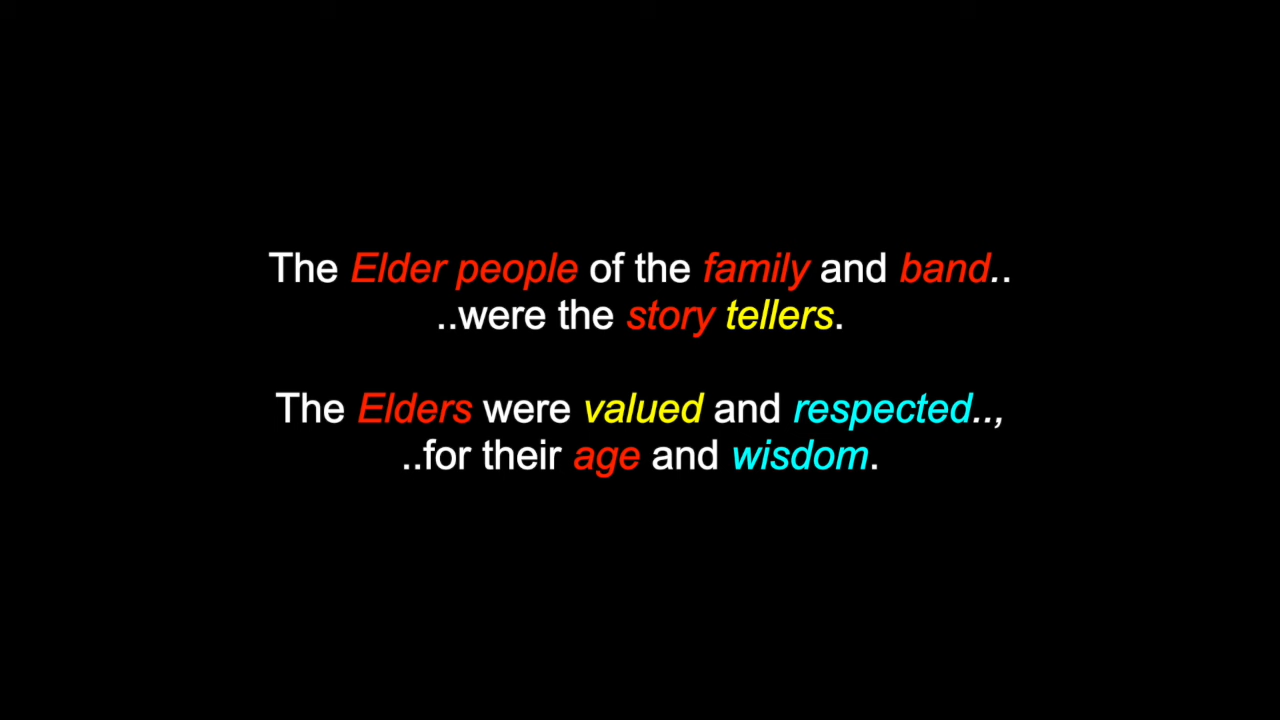 The Elder people of the family and band..
..were the story tellers.
The Elders were valued and respected..,
..for their age and wisdom.